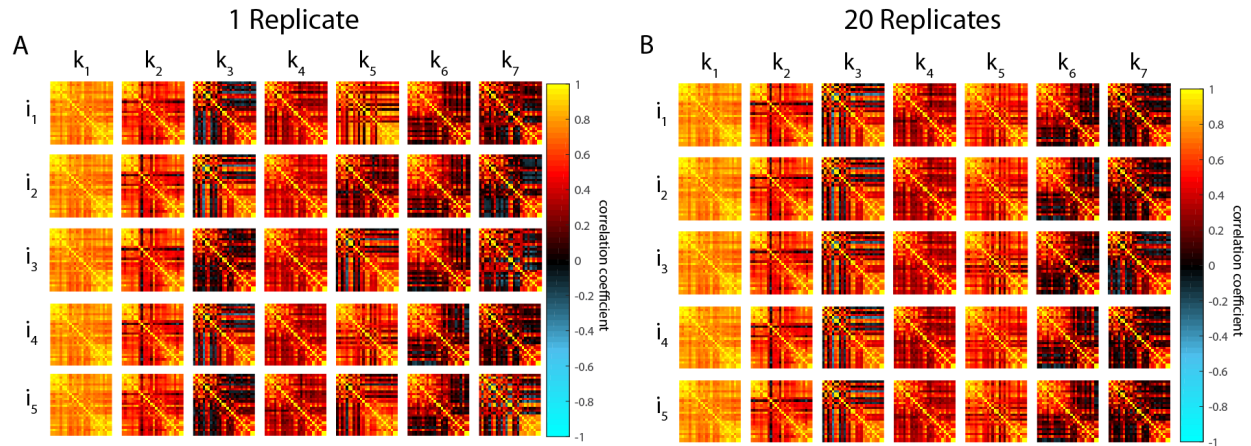 1 Replicate
20 Replicates
A
k1 k2 k3 k4 k5 k6 k7
i1
i2
i3
i4
i5
1
0.8
0.6
0.4
0.2
0
-0.2
-0.4
-0.6
-0.8
-1
correlation coefficient
B
k1 k2 k3 k4 k5 k6 k7
i1
i2
i3
i4
i5
1
0.8
0.6
0.4
0.2
0
-0.2
-0.4
-0.6
-0.8
-1
correlation coefficient